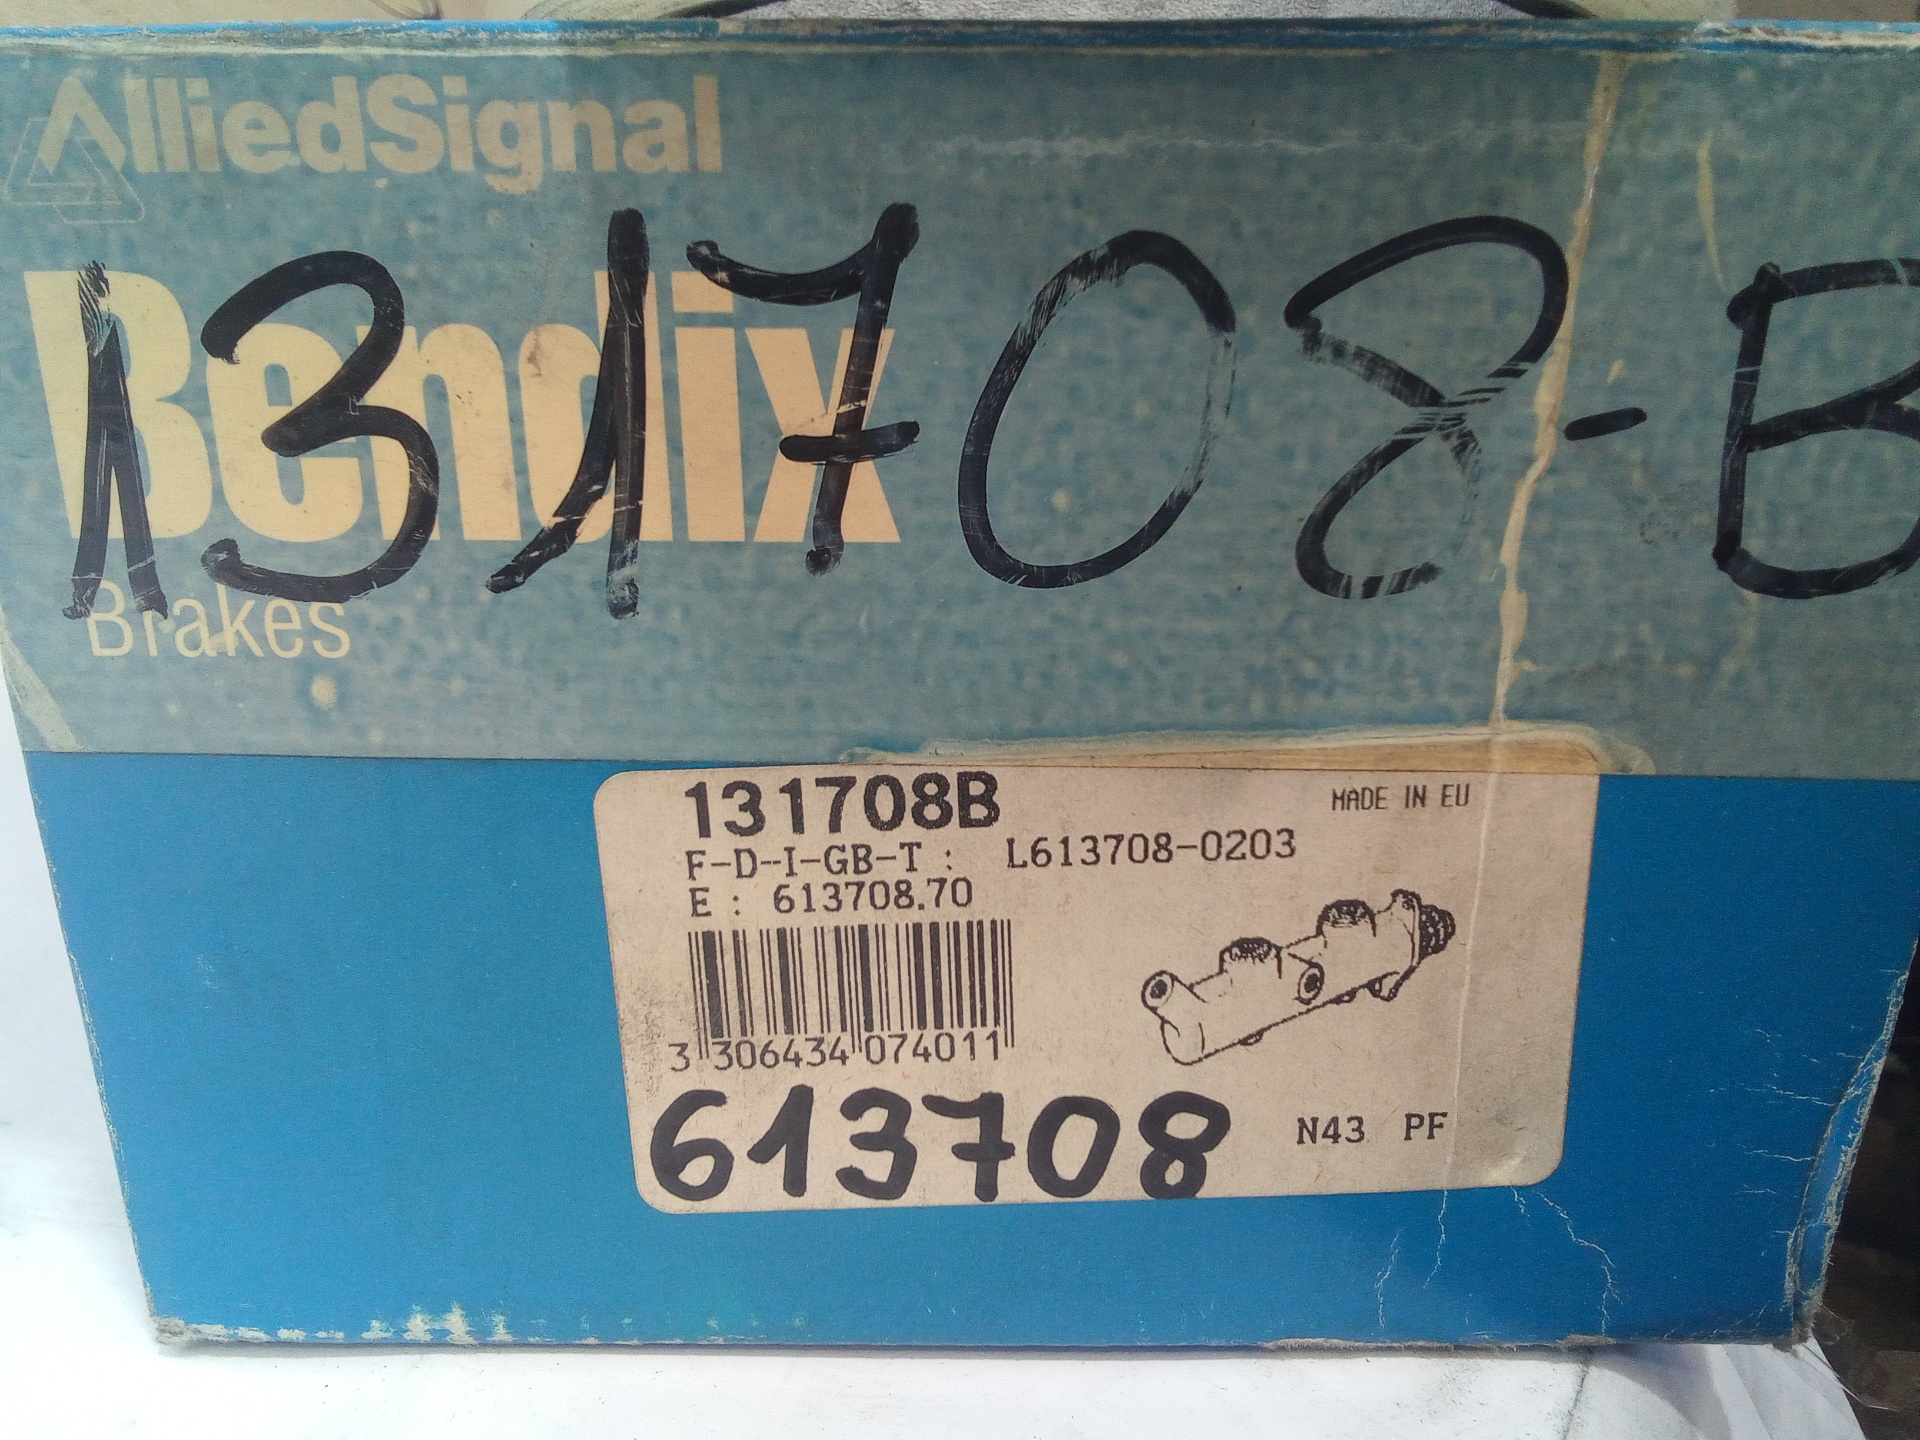 AlliedSignal
Bendix
131708-B
Brakes
131708B
MADE IN EU
F-D-I-GB-T : L613708-0203
E : 613708.70
3 306434 074011
613708
N43 PF